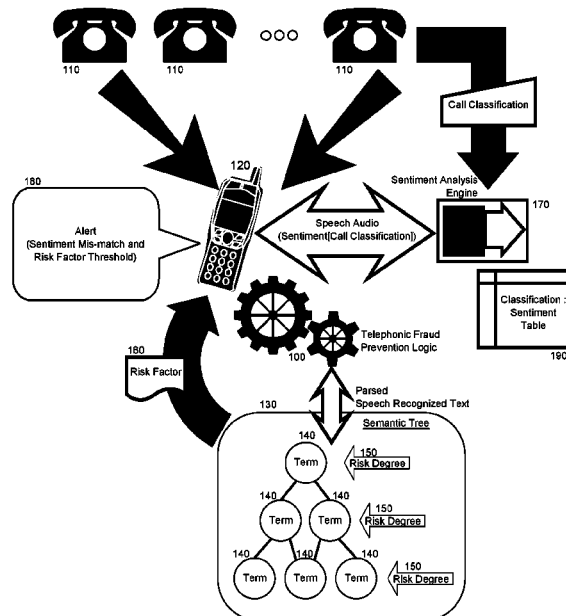 110
110
110
Call Classification
120
180
Alert
(Sentiment Mis-match and
Risk Factor Threshold)
Speech Audio
(Sentiment[Call Classification])
Sentiment Analysis
Engine
170
Classification :
Sentiment
Table
190
100
Telephonic Fraud
Prevention Logic
160
Risk Factor
Parsed
Speech Recognized Text
130
Semantic Tree
140
Term
150
Risk Degree
140
Term
140
Term
150
Risk Degree
140
Term
140
Term
140
Term
150
Risk Degree